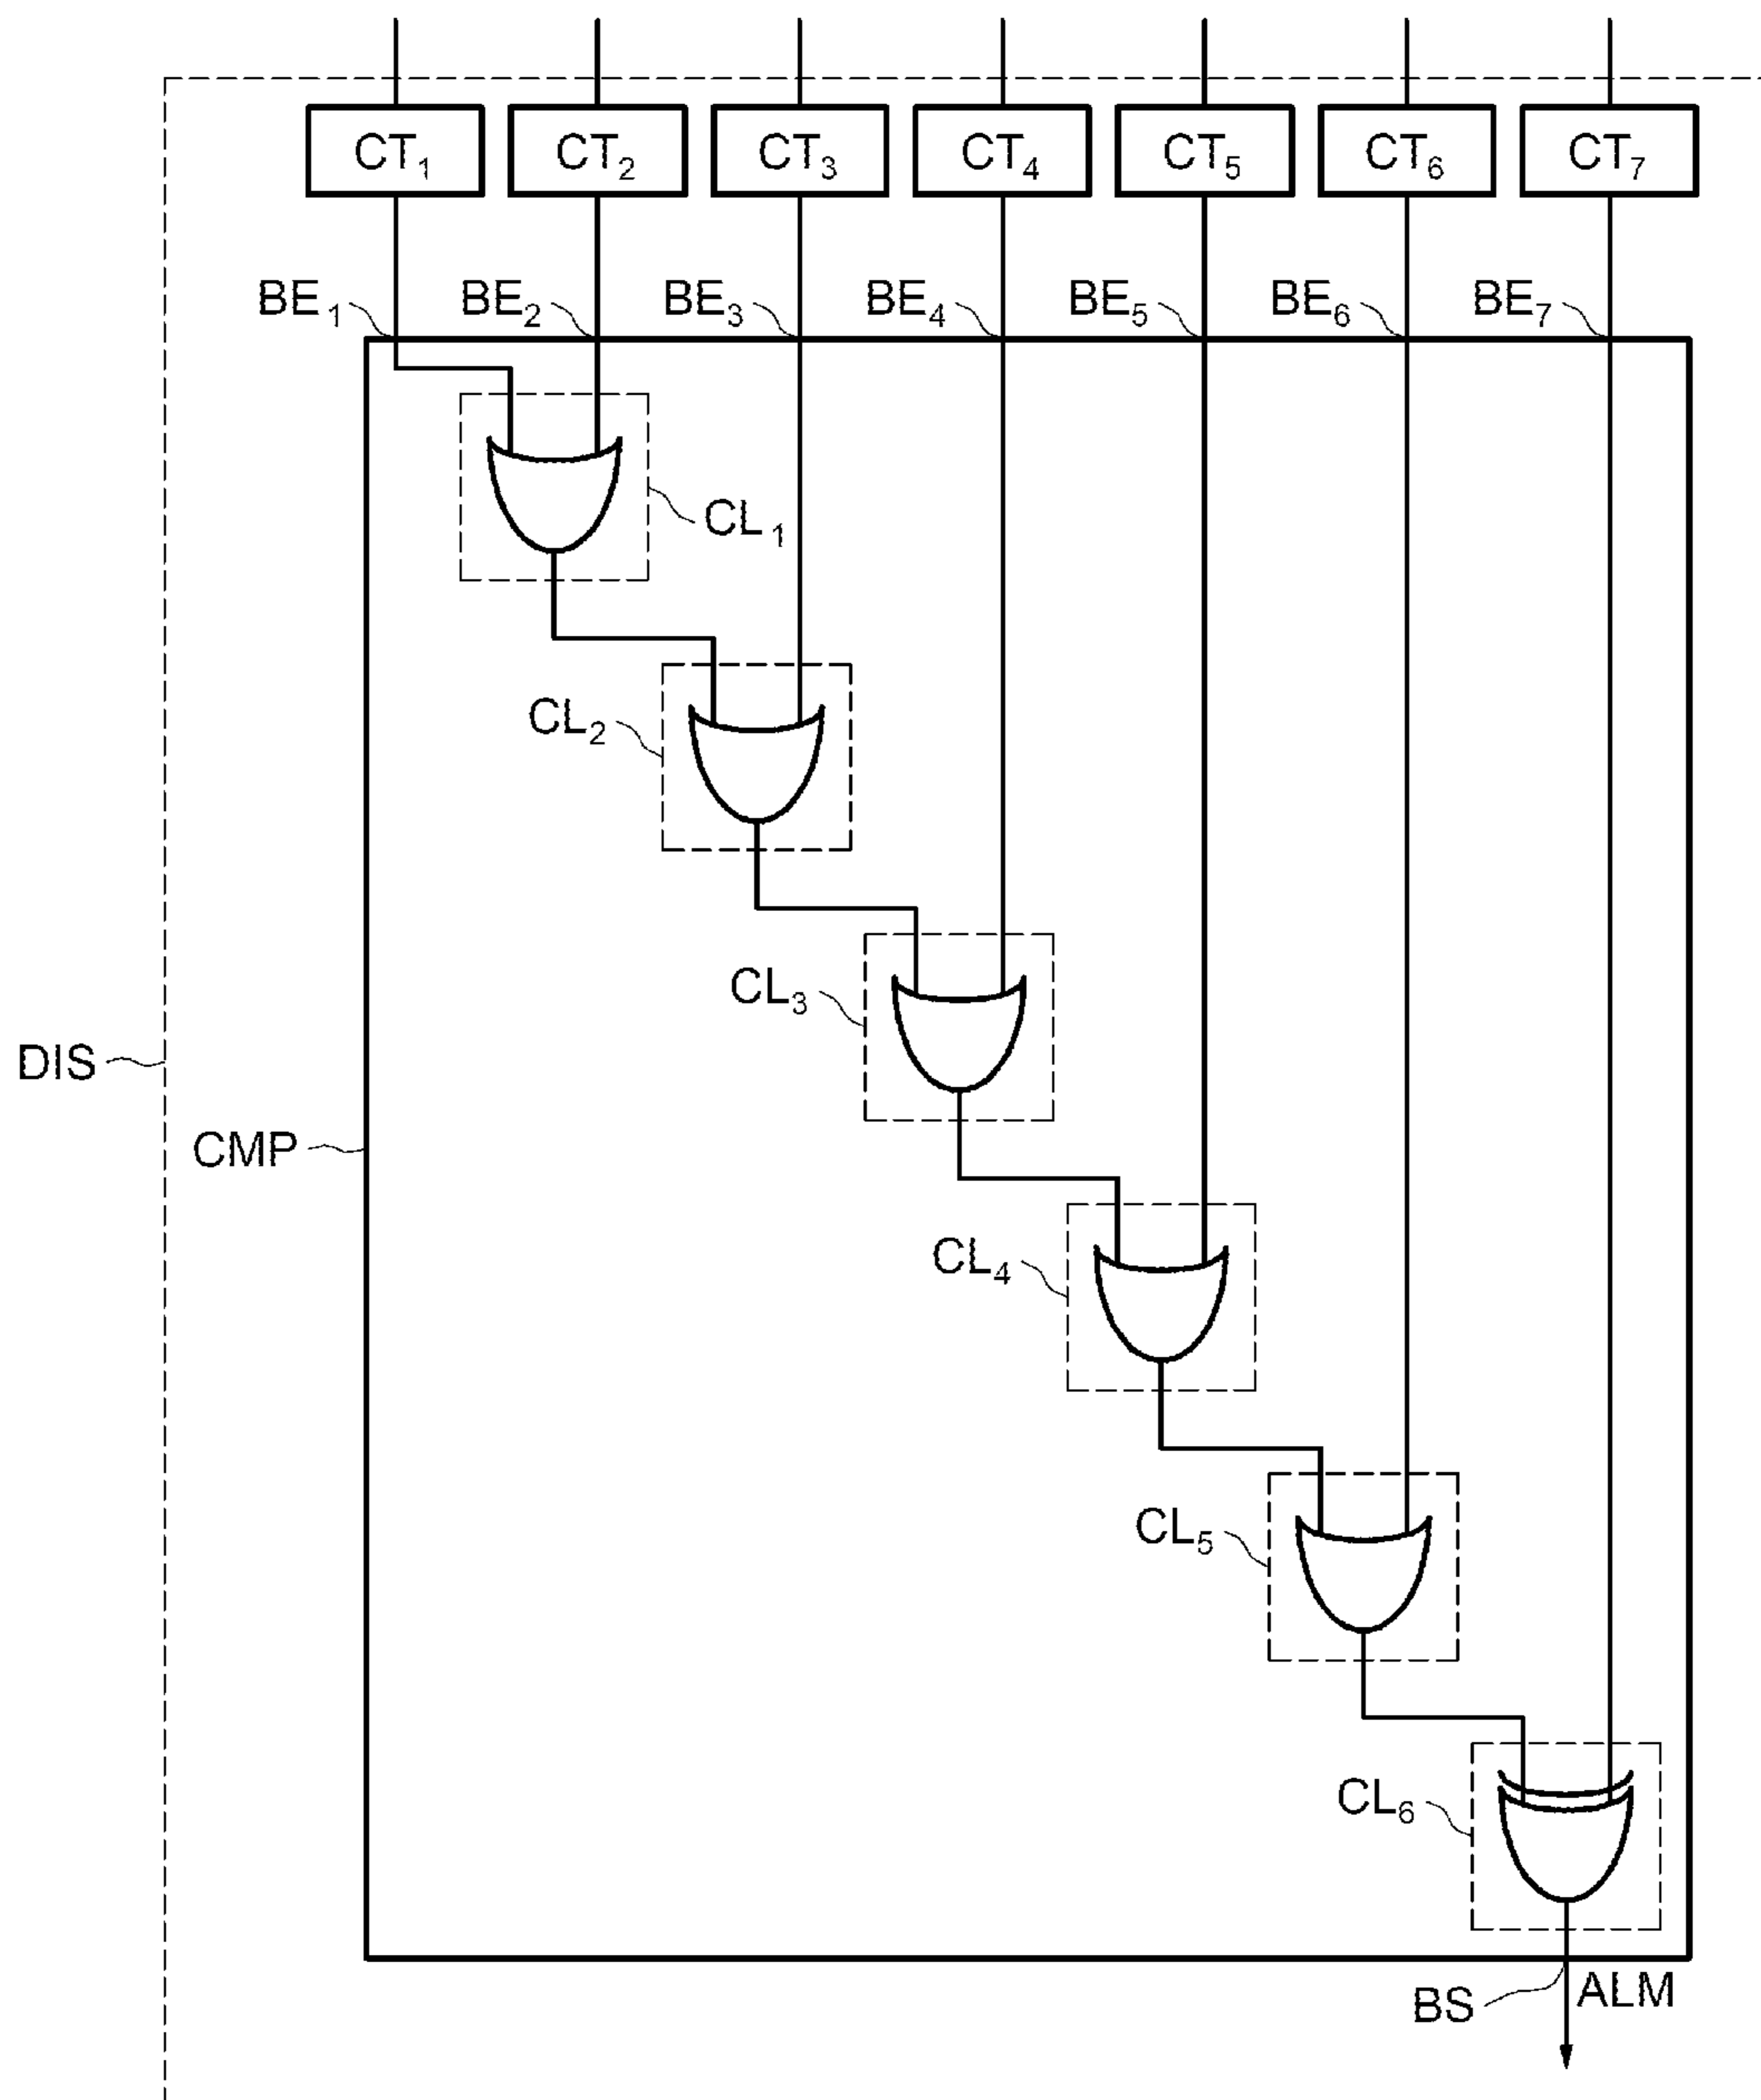 CT1 CT2 CT3 CT4 CT5 CT6 CT7
BE1 BE2 BE3 BE4 BE5 BE6 BE7
CL1
CL2
CL3
DIS
CMP
CL4
CL5
CL6
BS ALM